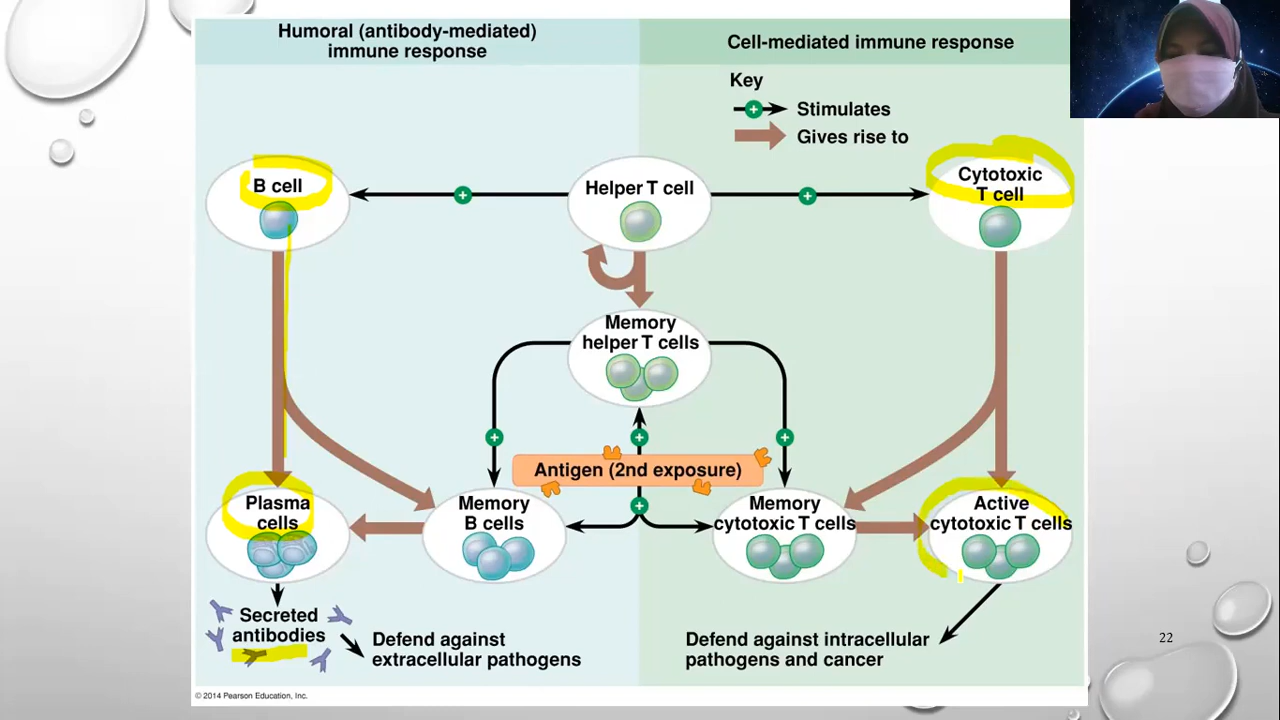 Humoral (antibody-mediated)
immune response
Cell-mediated immune response
Key
Stimulates
Gives rise to
B cell
Helper T cell
Cytotoxic
T cell
Memory
helper T cells
Antigen (2nd exposure)
Plasma
cells
Memory
B cells
Memory
cytotoxic T cells
Active
cytotoxic T cells
Secreted
antibodies
Defend against
extracellular pathogens
Defend against intracellular
pathogens and cancer
22
© 2014 Pearson Education, Inc.